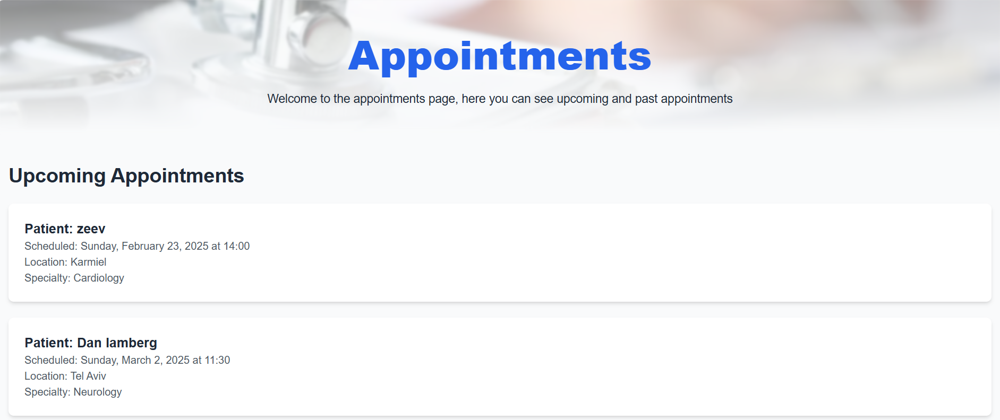 Appointments
Welcome to the appointments page, here you can see upcoming and past appointments
Upcoming Appointments
Patient: zeev
Scheduled: Sunday, February 23, 2025 at 14:00
Location: Karmiel
Specialty: Cardiology
Patient: Dan lamberg
Scheduled: Sunday, March 2, 2025 at 11:30
Location: Tel Aviv
Specialty: Neurology